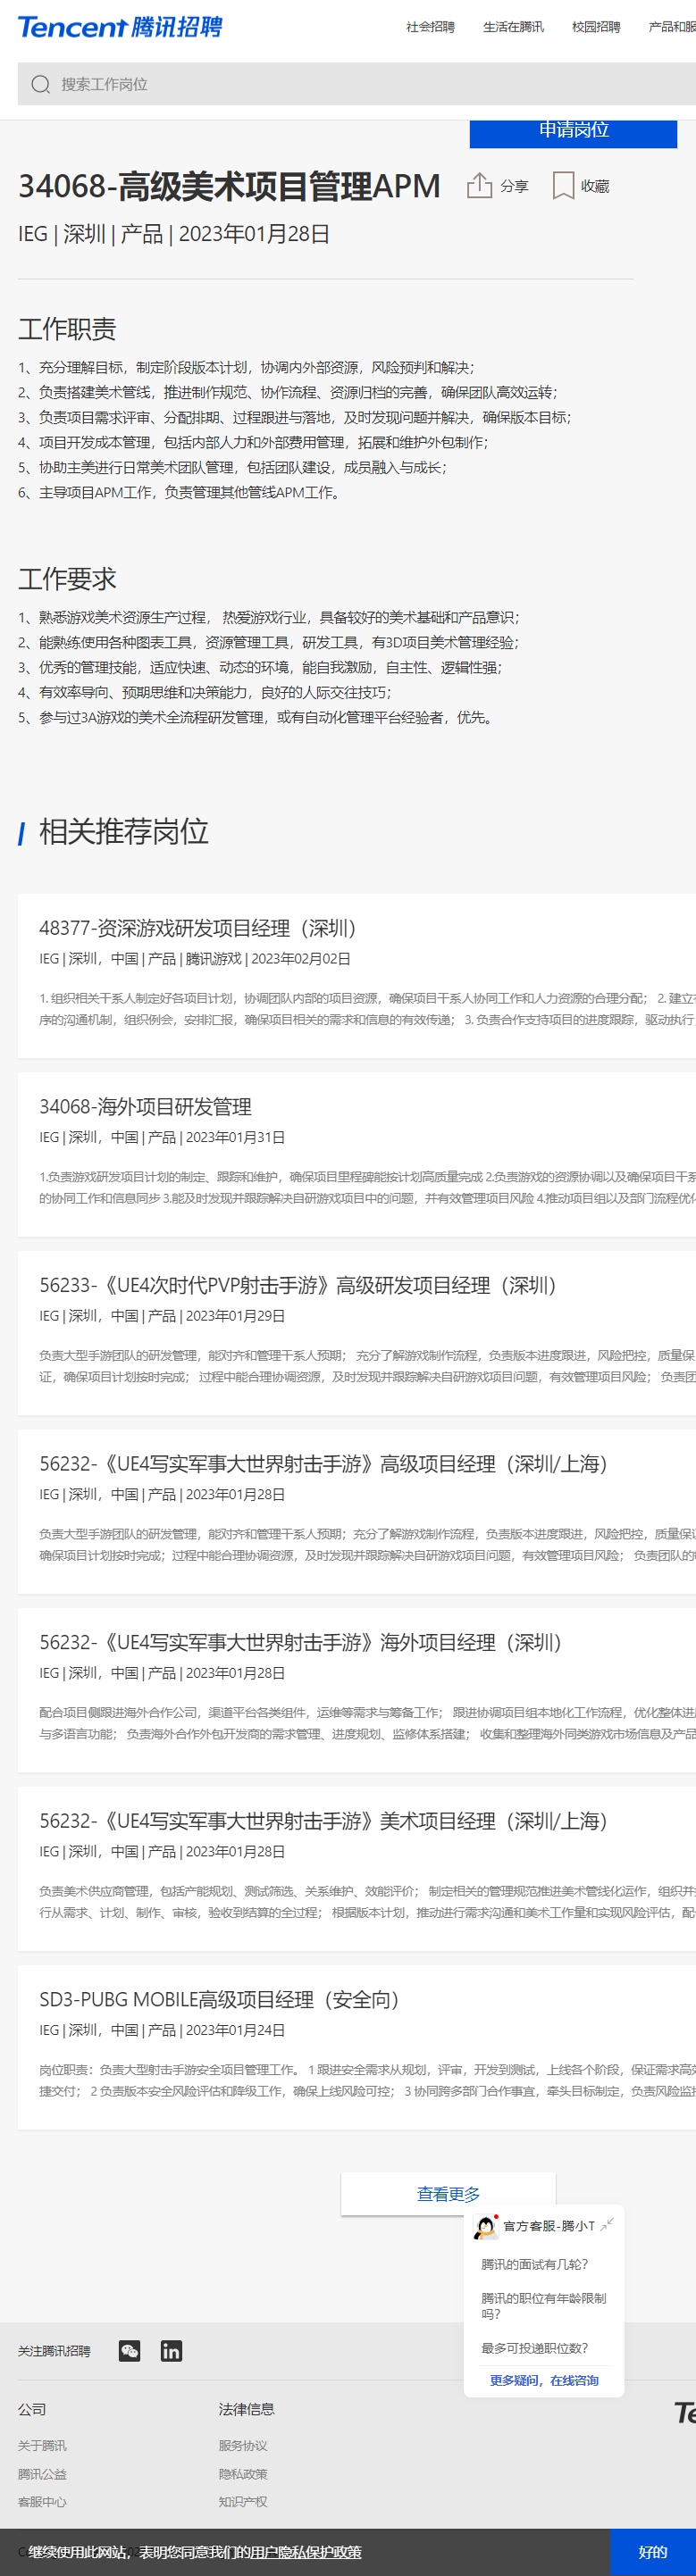 Tencent 腾讯招聘
社会招聘 生活在腾讯 校园招聘 产品和服
搜索工作岗位
申请岗位
34068-高级美术项目管理APM 分享 收藏
IEG | 深圳 | 产品 | 2023年01月28日
工作职责
1、充分理解目标，制定阶段版本计划，协调内外部资源，风险预判和解决；
2、负责搭建美术管线，推进制作规范、协作流程、资源归档的完善，确保团队高效运转；
3、负责项目需求评审、分配排期、过程跟进与落地，及时发现问题并解决，确保版本目标；
4、项目开发成本管理，包括内部人力和外部费用管理，拓展和维护外包制作；
5、协助主美进行日常美术团队管理，包括团队建设，成员融入与成长；
6、主导项目APM工作，负责管理其他管线APM工作。
工作要求
1、熟悉游戏美术资源生产过程， 热爱游戏行业，具备较好的美术基础和产品意识；
2、能熟练使用各种图表工具，资源管理工具，研发工具，有3D项目美术管理经验；
3、优秀的管理技能，适应快速、动态的环境，能自我激励，自主性、逻辑性强；
4、有效率导向、预期思维和决策能力，良好的人际交往技巧；
5、参与过3A游戏的美术全流程研发管理，或有自动化管理平台经验者，优先。
相关推荐岗位
48377-资深游戏研发项目经理（深圳）
IEG | 深圳，中国 | 产品 | 腾讯游戏 | 2023年02月02日
1. 组织相关干系人制定好各项目计划，协调团队内部的项目资源，确保项目干系人协同工作和人力资源的合理分配； 2. 建立有
序的沟通机制，组织例会，安排汇报，确保项目相关的需求和信息的有效传递； 3. 负责合作支持项目的进度跟踪，驱动执行，
34068-海外项目研发管理
IEG | 深圳，中国 | 产品 | 2023年01月31日
1.负责游戏研发项目计划的制定、跟踪和维护，确保项目里程碑能按计划高质量完成 2.负责游戏的资源协调以及确保项目干系
的协同工作和信息同步 3.能及时发现并跟踪解决自研游戏项目中的问题，并有效管理项目风险 4.推动项目组以及部门流程优化
56233-《UE4次时代PVP射击手游》高级研发项目经理（深圳）
IEG | 深圳，中国 | 产品 | 2023年01月29日
负责大型手游团队的研发管理，能对齐和管理干系人预期； 充分了解游戏制作流程，负责版本进度跟进，风险把控，质量保
证，确保项目计划按时完成； 过程中能合理协调资源，及时发现并跟踪解决自研游戏项目问题，有效管理项目风险； 负责团
56232-《UE4写实军事大世界射击手游》高级项目经理（深圳/上海）
IEG | 深圳，中国 | 产品 | 2023年01月28日
负责大型手游团队的研发管理，能对齐和管理干系人预期；充分了解游戏制作流程，负责版本进度跟进，风险把控，质量保证
确保项目计划按时完成；过程中能合理协调资源，及时发现并跟踪解决自研游戏项目问题，有效管理项目风险； 负责团队的
56232-《UE4写实军事大世界射击手游》海外项目经理（深圳）
IEG | 深圳，中国 | 产品 | 2023年01月28日
配合项目侧跟进海外合作公司，渠道平台各类组件，运维等需求与筹备工作； 跟进协调项目组本地化工作流程，优化整体进度
与多语言功能； 负责海外合作外包开发商的需求管理、进度规划、监修体系搭建； 收集和整理海外同类游戏市场信息及产品
56232-《UE4写实军事大世界射击手游》美术项目经理（深圳/上海）
IEG | 深圳，中国 | 产品 | 2023年01月28日
负责美术供应商管理，包括产能规划、测试筛选、关系维护、效能评价； 制定相关的管理规范推进美术管线化运作，组织并
行从需求、计划、制作、审核，验收到结算的全过程； 根据版本计划，推动进行需求沟通和美术工作量和实现风险评估，配
SD3-PUBG MOBILE高级项目经理（安全向）
IEG | 深圳，中国 | 产品 | 2023年01月24日
岗位职责：负责大型射击手游安全项目管理工作。 1 跟进安全需求从规划，评审，开发到测试，上线各个阶段，保证需求高效
捷交付； 2 负责版本安全风险评估和降级工作，确保上线风险可控； 3 协同跨多部门合作事宜，牵头目标制定，负责风险监
查看更多
官方客服-腾小T
腾讯的面试有几轮？
腾讯的职位有年龄限制
吗？
最多可投递职位数？
更多疑问，在线咨询
关注腾讯招聘
公司 法律信息 Te
关于腾讯 服务协议
腾讯公益 隐私政策
客服中心 知识产权
继续使用此网站，表明您同意我们的用户隐私保护政策 好的